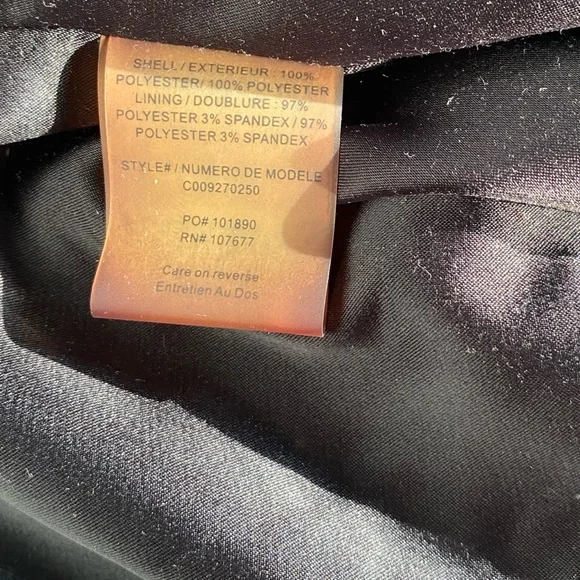 SHELL / EXTERIEUR : 100%
POLYESTER/ 100% POLYESTER
LINING / DOUBLURE : 97%
POLYESTER 3% SPANDEX / 97%
POLYESTER 3% SPANDEX
STYLE# / NUMERO DE MODELE
C009270250
PO# 101890
RN# 107677
Care on reverse
Entretien Au Dos